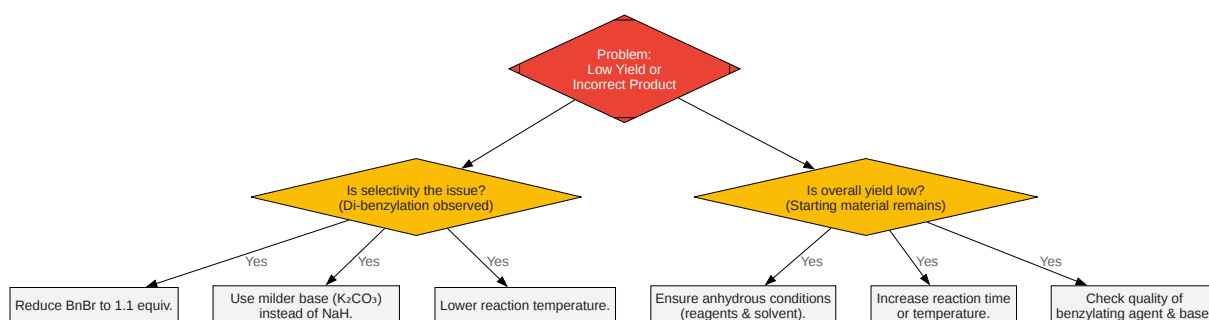 Problem:
Low Yield or
Incorrect Product
Is selectivity the issue?
(Di-benzylation observed)
Is overall yield low?
(Starting material remains)
Yes
Yes
Yes
Yes
Yes
Yes
Reduce BnBr to 1.1 equiv.
Use milder base (K₂CO₃)
instead of NaH.
Lower reaction temperature.
Ensure anhydrous conditions
(reagents & solvent).
Increase reaction time
or temperature.
Check quality of
benzylating agent & base